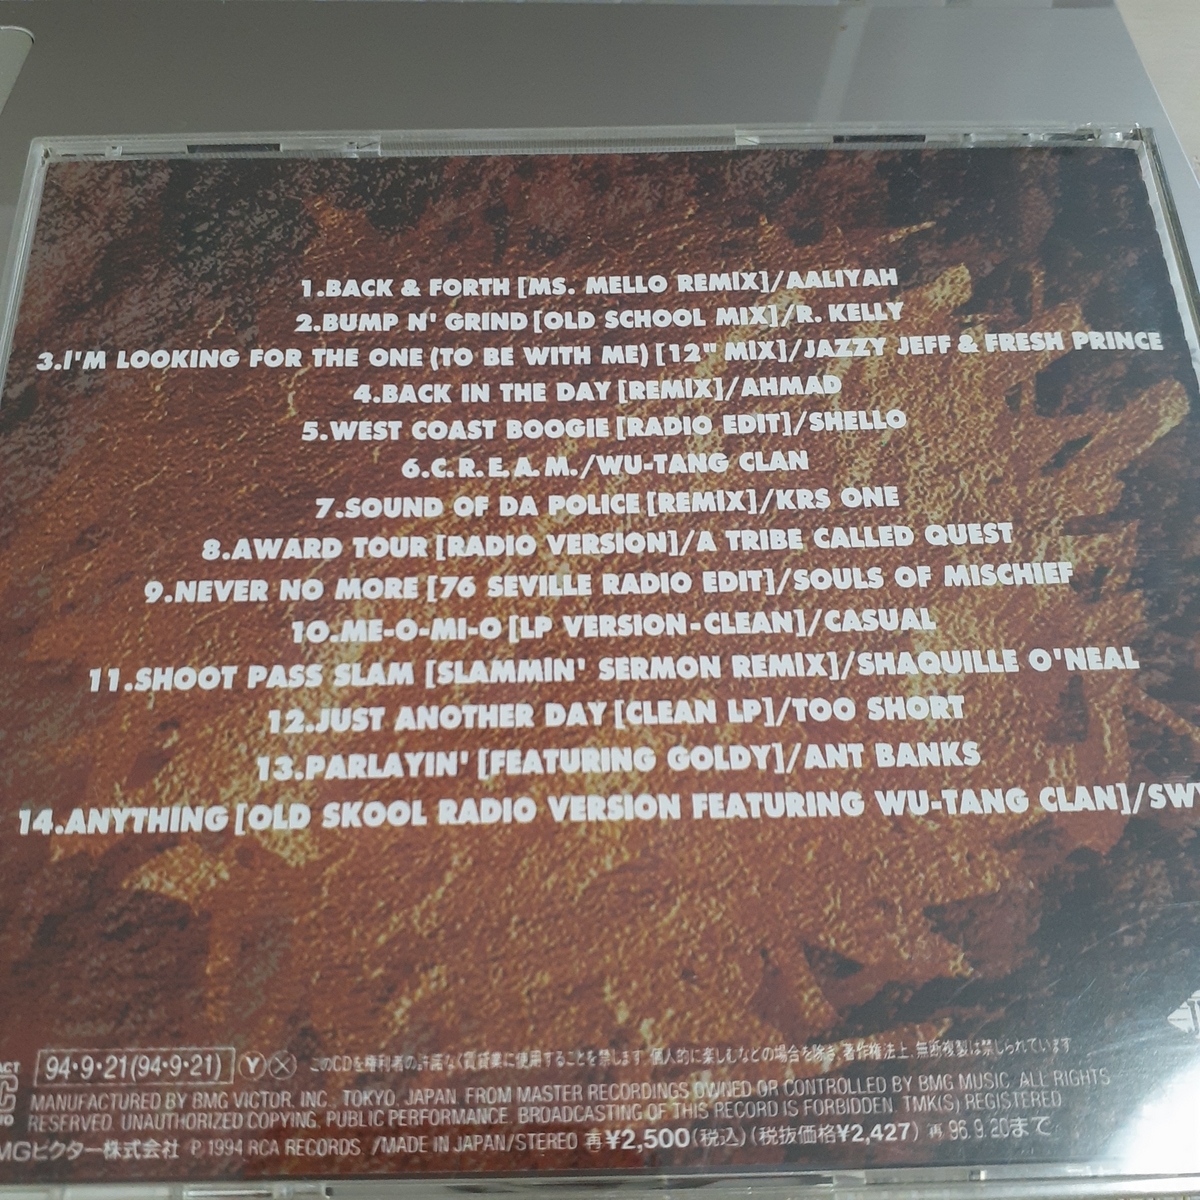 1.BACK & FORTH [MS. MELLO REMIX]/AALIYAH
2.BUMP N' GRIND [OLD SCHOOL MIX]/R. KELLY
3.I'M LOOKING FOR THE ONE (TO BE WITH ME) [12" MIX]/JAZZY JEFF & FRESH PRINCE
4.BACK IN THE DAY [REMIX]/AHMAD
5.WEST COAST BOOGIE [RADIO EDIT]/SHELLO
6.C.R.E.A.M./WU-TANG CLAN
7.SOUND OF DA POLICE [REMIX]/KRS ONE
8.AWARD TOUR [RADIO VERSION]/A TRIBE CALLED QUEST
9.NEVER NO MORE [76 SEVILLE RADIO EDIT]/SOULS OF MISCHIEF
10.ME-O-MI-O [LP VERSION-CLEAN]/CASUAL
11.SHOOT PASS SLAM [SLAMMIN' SERMON REMIX]/SHAQUILLE O'NEAL
12.JUST ANOTHER DAY [CLEAN LP]/TOO SHORT
13.PARLAYIN' [FEATURING GOLDY]/ANT BANKS
14.ANYTHING [OLD SKOOL RADIO VERSION FEATURING WU-TANG CLAN]/SWV
94・9・21(94・9・21) Y X このCDを権利者の許諾なく賃貸業に使用することを禁じます。個人的に楽しむなどの場合を除き、著作権法上、無断複製は禁じられています。
MANUFACTURED BY BMG VICTOR, INC., TOKYO, JAPAN, FROM MASTER RECORDINGS OWNED OR CONTROLLED BY BMG MUSIC. ALL RIGHTS
RESERVED. UNAUTHORIZED COPYING, PUBLIC PERFORMANCE, BROADCASTING OF THIS RECORD IS FORBIDDEN. TMK(S) REGISTERED
MGビクター株式会社 Ⓟ 1994 RCA RECORDS. /MADE IN JAPAN/STEREO 再¥2,500(税込)(税抜価格¥2,427) 再 96.9.20まで